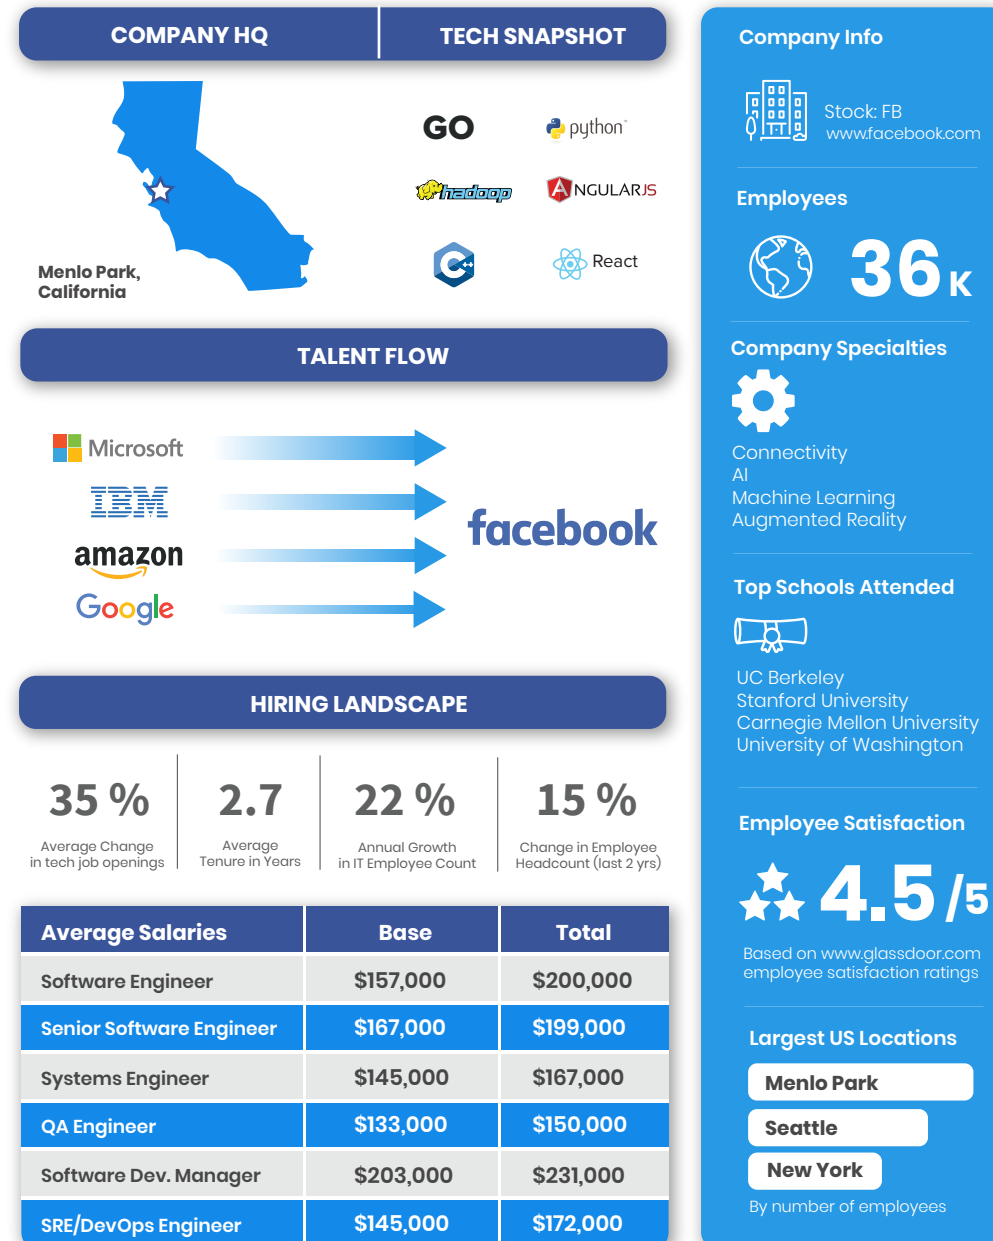 COMPANY HQ
TECH SNAPSHOT
GO
python™
hadoop
ANGULARJS
C++
React
Menlo Park,
California
TALENT FLOW
Microsoft
IBM
amazon
Google
facebook
HIRING LANDSCAPE
35 %
Average Change
in tech job openings
2.7
Average
Tenure in Years
22 %
Annual Growth
in IT Employee Count
15 %
Change in Employee
Headcount (last 2 yrs)
Average Salaries Base Total
Software Engineer $157,000 $200,000
Senior Software Engineer $167,000 $199,000
Systems Engineer $145,000 $167,000
QA Engineer $133,000 $150,000
Software Dev. Manager $203,000 $231,000
SRE/DevOps Engineer $145,000 $172,000
Company Info
Stock: FB
www.facebook.com
Employees
36 K
Company Specialties
Connectivity
AI
Machine Learning
Augmented Reality
Top Schools Attended
UC Berkeley
Stanford University
Carnegie Mellon University
University of Washington
Employee Satisfaction
4.5 /5
Based on www.glassdoor.com
employee satisfaction ratings
Largest US Locations
Menlo Park
Seattle
New York
By number of employees